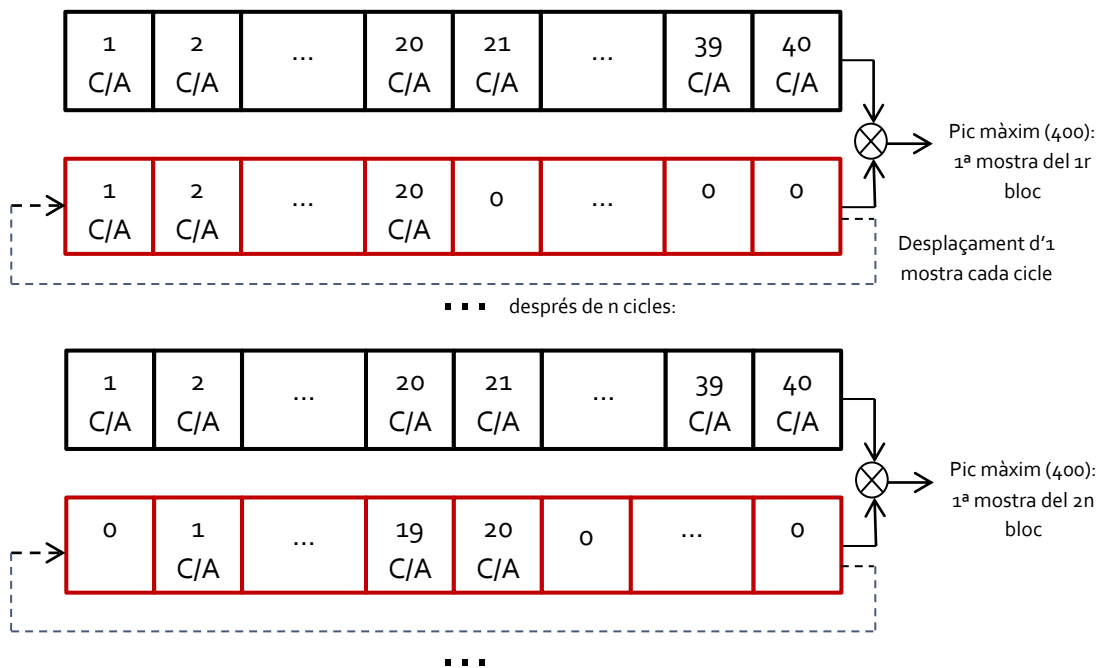 1 2 ... 20 21 ... 39 40
C/A C/A C/A C/A C/A C/A
Pic màxim (400):
1ª mostra del 1r
bloc
1 2 ... 20 0 ... 0 0
C/A C/A C/A
Desplaçament d'1
mostra cada cicle
... després de n cicles:
1 2 ... 20 21 ... 39 40
C/A C/A C/A C/A C/A C/A
Pic màxim (400):
1ª mostra del 2n
bloc
0 1 ... 19 20 0 ... 0
C/A C/A C/A
...